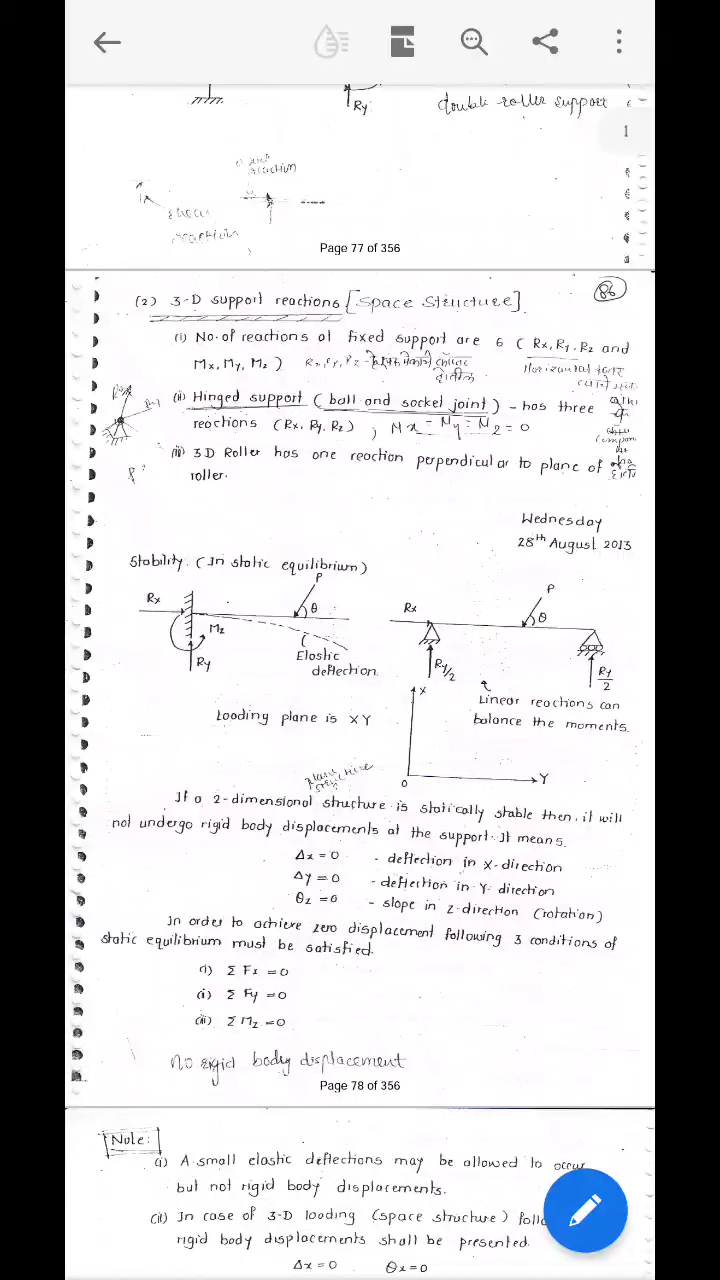 Ry
double roller support
1
reaction
reaction
Page 77 of 356
86
(2) 3-D support reactions [Space Structure]
(i) No. of reactions at fixed support are 6 ( Rx, Ry, Rz and
Mx, My, Mz )
Horizontal
(ii) Hinged support ( ball and socket joint ) - has three
reactions (Rx, Ry, Rz) , Mx = My = Mz = 0
(iii) 3D Roller has one reaction perpendicular to plane of
roller.
Wednesday
28th August 2013
Stability. (In static equilibrium)
P
Rx
θ
Mz
Ry
Elastic
deflection
P
Rx
θ
Ry/2
Ry/2
Linear reactions can
balance the moments.
Loading plane is XY
X
O
Y
plane structure
If a 2-dimensional structure is statically stable then, it will
not undergo rigid body displacements at the support. It means.
Δx = 0 - deflection in X-direction
Δy = 0 - deflection in Y-direction
θz = 0 - slope in Z-direction (rotation)
In order to achieve zero displacement following 3 conditions of
static equilibrium must be satisfied.
(i) Σ Fx = 0
(ii) Σ Fy = 0
(iii) Σ Mz = 0
No rigid body displacement
Page 78 of 356
Note:
(i) A small elastic deflections may be allowed to occur
but not rigid body displacements.
(ii) In case of 3-D loading (space structure) foll
rigid body displacements shall be presented.
Δx = 0 θx = 0